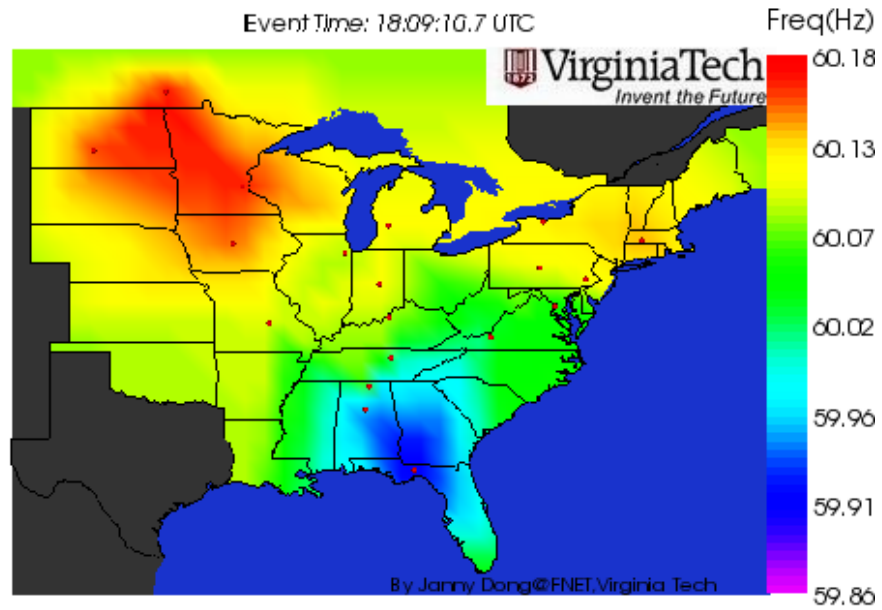 Event Time: 18:09:10.7 UTC
Freq(Hz)
1872
VirginiaTech
Invent the Future
60.18
60.13
60.07
60.02
59.96
59.91
59.86
By Janny Dong@FNET,Virginia Tech